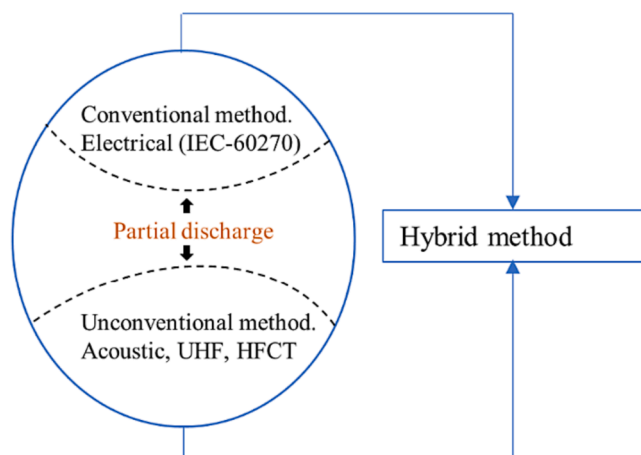 Conventional method.
Electrical (IEC-60270)
Partial discharge
Hybrid method
Unconventional method.
Acoustic, UHF, HFCT